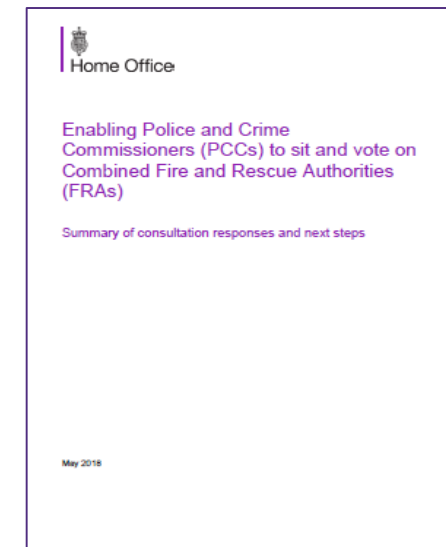 Home Office
Enabling Police and Crime
Commissioners (PCCs) to sit and vote on
Combined Fire and Rescue Authorities
(FRAs)
Summary of consultation responses and next steps
May 2018